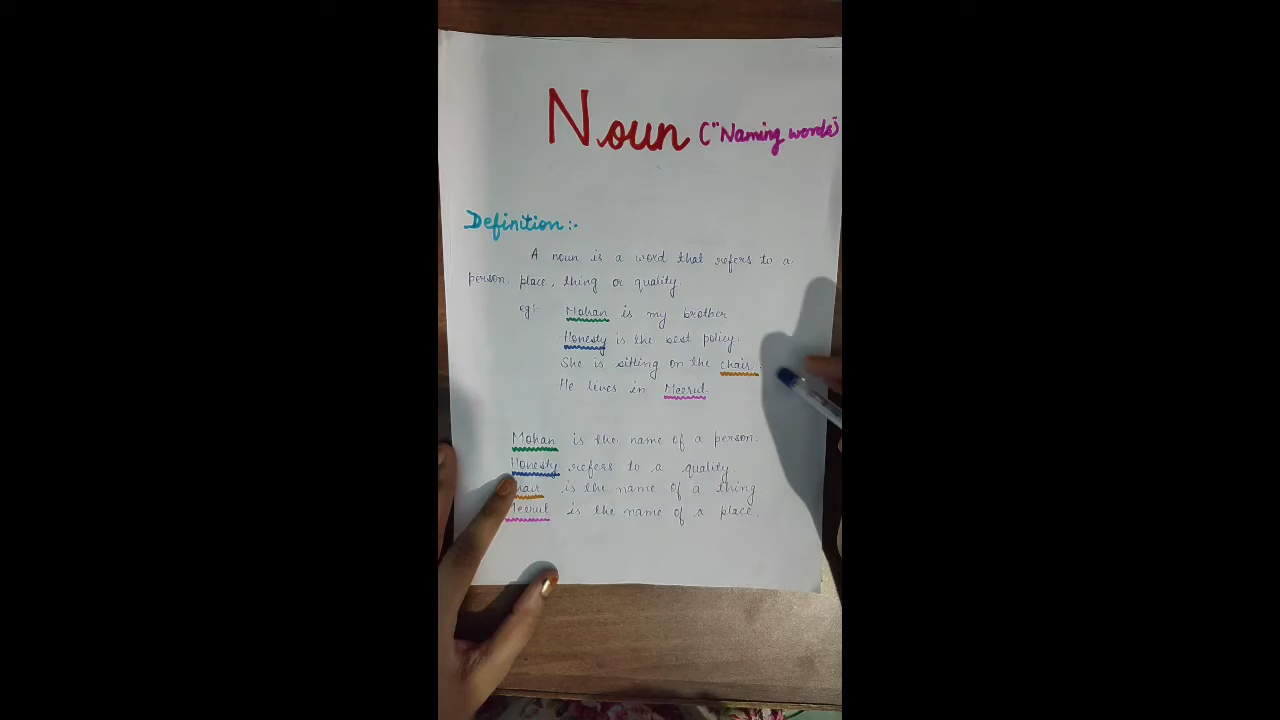 Noun ("Naming words")
Definition:-
A noun is a word that refers to a
person, place, thing or quality.
eg:- Mohan is my brother
Honesty is the best policy.
She is sitting on the chair.
He lives in Meerut.
Mohan is the name of a person.
Honesty refers to a quality.
Chair is the name of a thing.
Meerut is the name of a place.